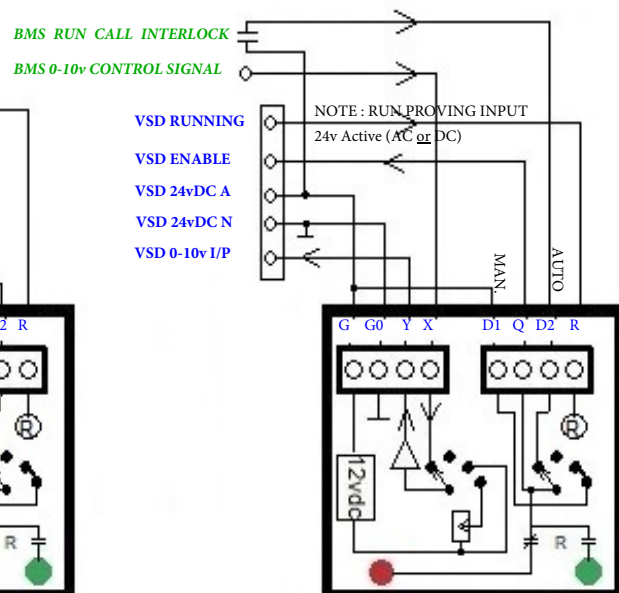 BMS RUN CALL INTERLOCK
BMS 0-10v CONTROL SIGNAL
NOTE : RUN PROVING INPUT
24v Active (AC or DC)
VSD RUNNING
VSD ENABLE
VSD 24vDC A
VSD 24vDC N
VSD 0-10v I/P
MAN.
AUTO
2 R
G G0 Y X D1 Q D2 R
R
R
12vdc
R
R